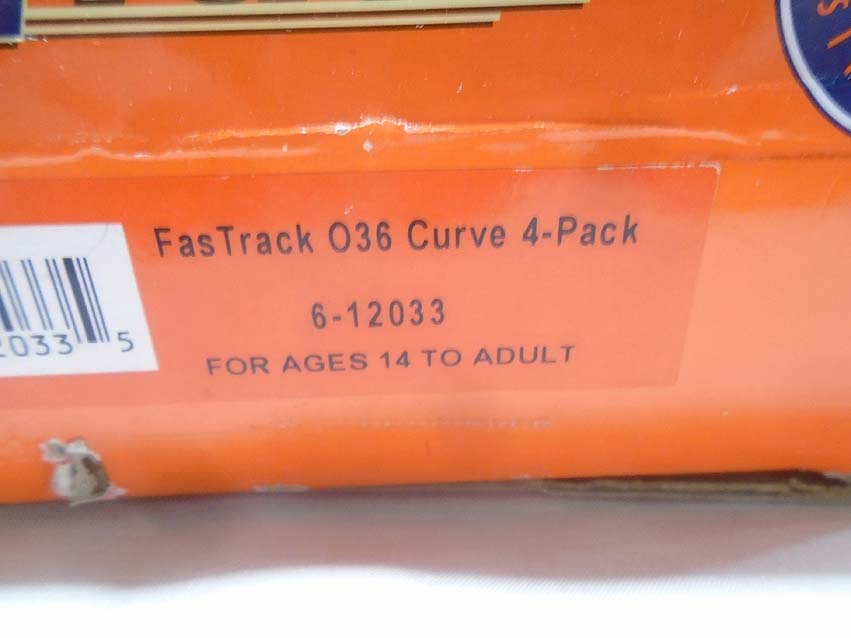 FasTrack O36 Curve 4-Pack
6-12033
2033 5
FOR AGES 14 TO ADULT